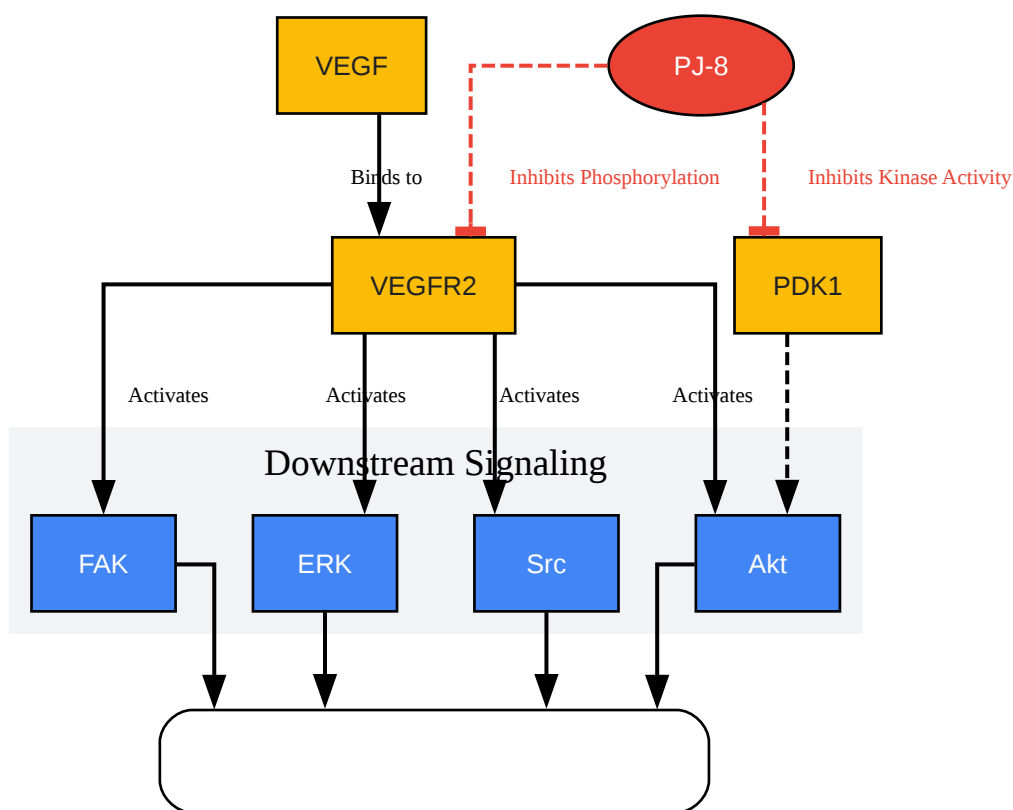 VEGF
PJ-8
Binds to
Inhibits Phosphorylation
Inhibits Kinase Activity
VEGFR2
PDK1
Activates
Activates
Activates
Activates
Downstream Signaling
FAK
ERK
Src
Akt